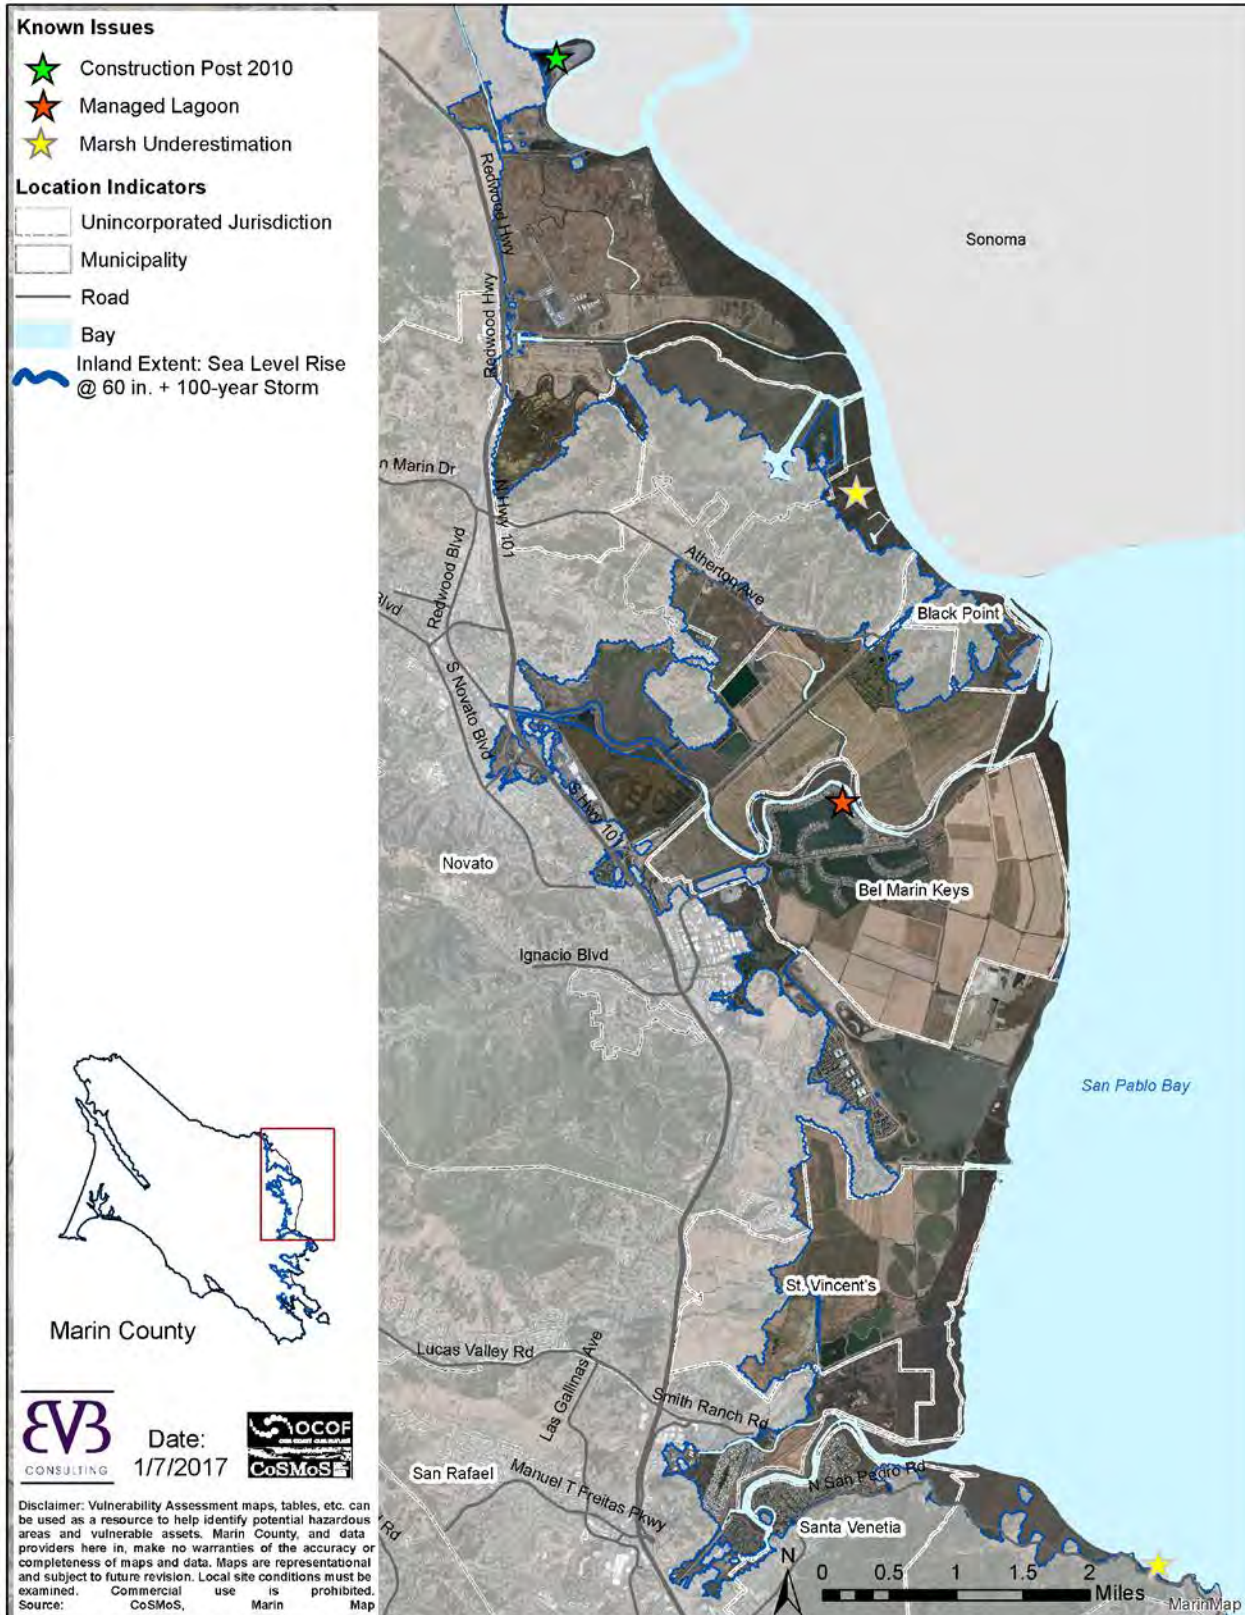 Known Issues
Construction Post 2010
Managed Lagoon
Marsh Underestimation
Location Indicators
Unincorporated Jurisdiction
Municipality
Road
Bay
Inland Extent: Sea Level Rise
@ 60 in. + 100-year Storm
Redwood Hwy
Sonoma
Redwood Hwy
n Marin Dr
N Hwy 101
Redwood Blvd
Atherton Ave
Blvd
Black Point
S Novato Blvd
S Hwy 101
Novato
Bel Marin Keys
Ignacio Blvd
San Pablo Bay
St. Vincent's
Marin County
Lucas Valley Rd
Las Gallinas Ave
Smith Ranch Rd
San Rafael
Manuel T Freitas Pkwy
y Rd
N San Pedro Rd
Santa Venetia
N
0 0.5 1 1.5 2
Miles
MarinMap
EVB
CONSULTING
Date:
1/7/2017
OCOF
CoSMoS
Disclaimer: Vulnerability Assessment maps, tables, etc. can
be used as a resource to help identify potential hazardous
areas and vulnerable assets. Marin County, and data
providers here in, make no warranties of the accuracy or
completeness of maps and data. Maps are representational
and subject to future revision. Local site conditions must be
examined. Commercial use is prohibited.
Source: CoSMoS, Marin Map